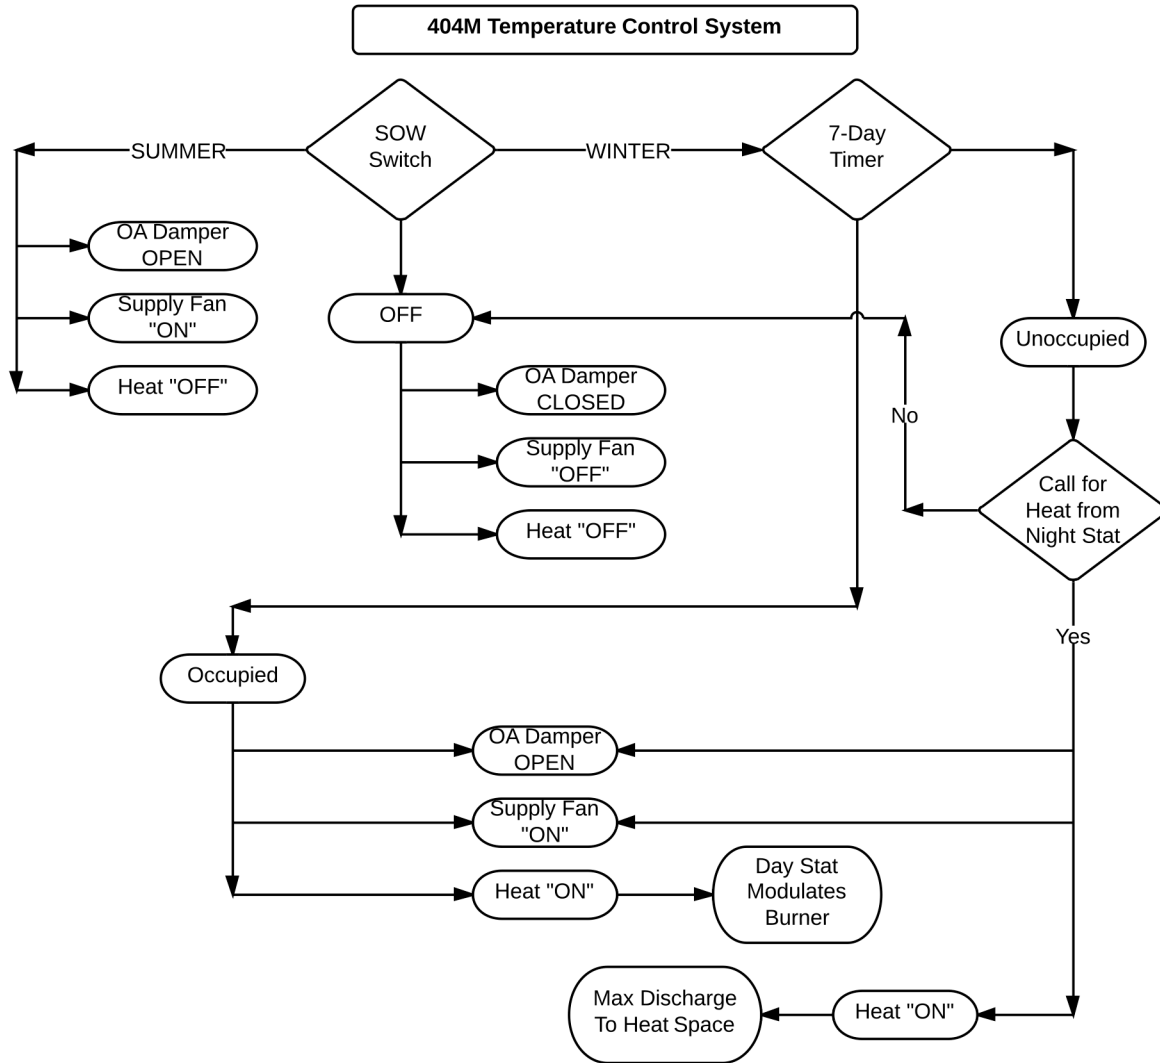 404M Temperature Control System
SOW
Switch
7-Day
Timer
SUMMER
WINTER
OA Damper
OPEN
Supply Fan
"ON"
OFF
Unoccupied
Heat "OFF"
OA Damper
CLOSED
No
Supply Fan
"OFF"
Call for
Heat from
Night Stat
Heat "OFF"
Yes
Occupied
OA Damper
OPEN
Supply Fan
"ON"
Heat "ON"
Day Stat
Modulates
Burner
Max Discharge
To Heat Space
Heat "ON"